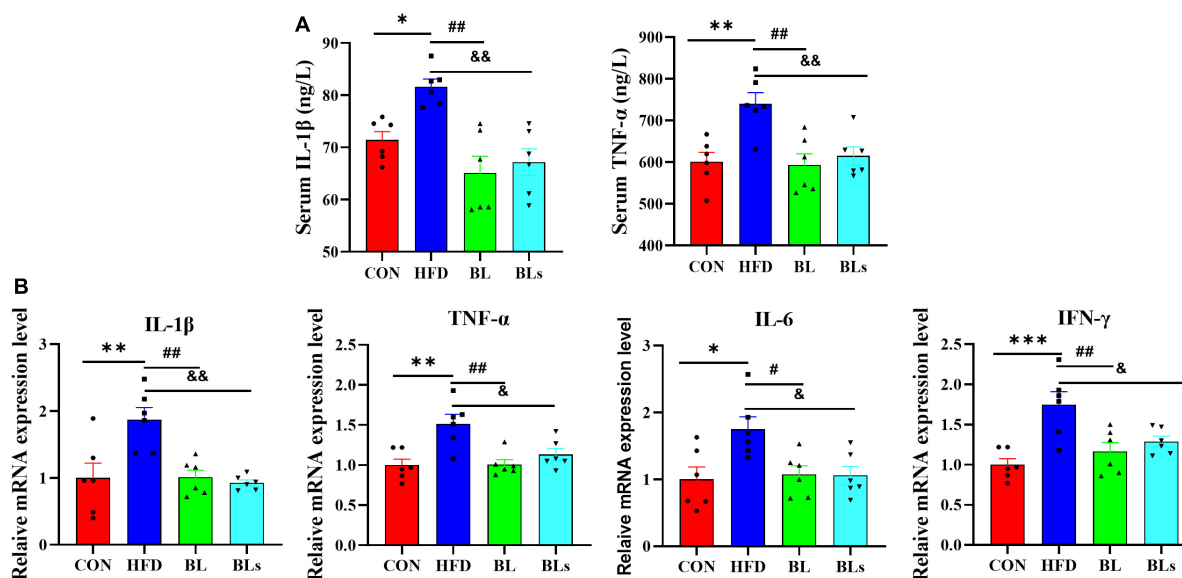 A
Serum IL-1β (ng/L)
90
80
70
60
50
*
##
&&
CON HFD BL BLs
Serum TNF-α (ng/L)
900
800
700
600
500
400
**
##
&&
CON HFD BL BLs
B
IL-1β
Relaive mRNA expression level
3
2
1
0
**
##
&&
CON HFD BL BLs
TNF-α
Relaive mRNA expression level
2.5
2.0
1.5
1.0
0.5
0.0
**
##
&
CON HFD BL BLs
IL-6
Relaive mRNA expression level
3
2
1
0
*
#
&
CON HFD BL BLs
IFN-γ
Relaive mRNA expression level
2.5
2.0
1.5
1.0
0.5
0.0
***
##
&
CON HFD BL BLs